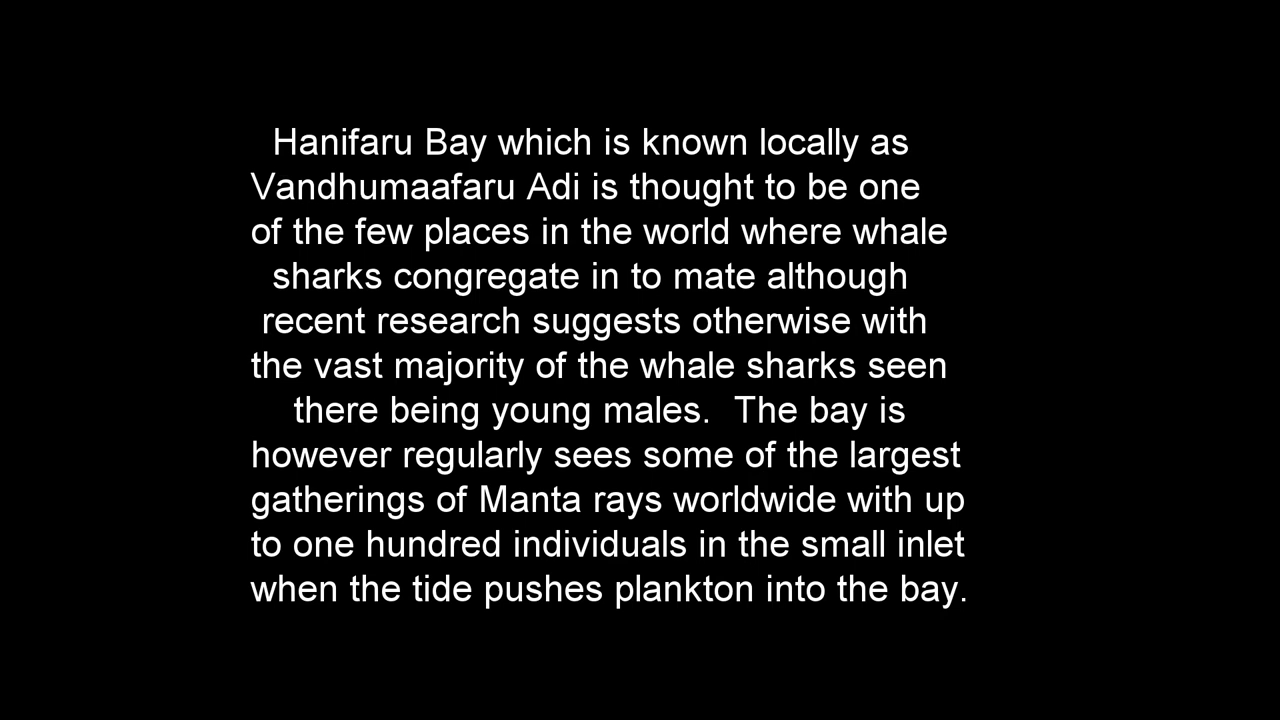 Hanifaru Bay which is known locally as
Vandhumaafaru Adi is thought to be one
of the few places in the world where whale
sharks congregate in to mate although
recent research suggests otherwise with
the vast majority of the whale sharks seen
there being young males.  The bay is
however regularly sees some of the largest
gatherings of Manta rays worldwide with up
to one hundred individuals in the small inlet
when the tide pushes plankton into the bay.